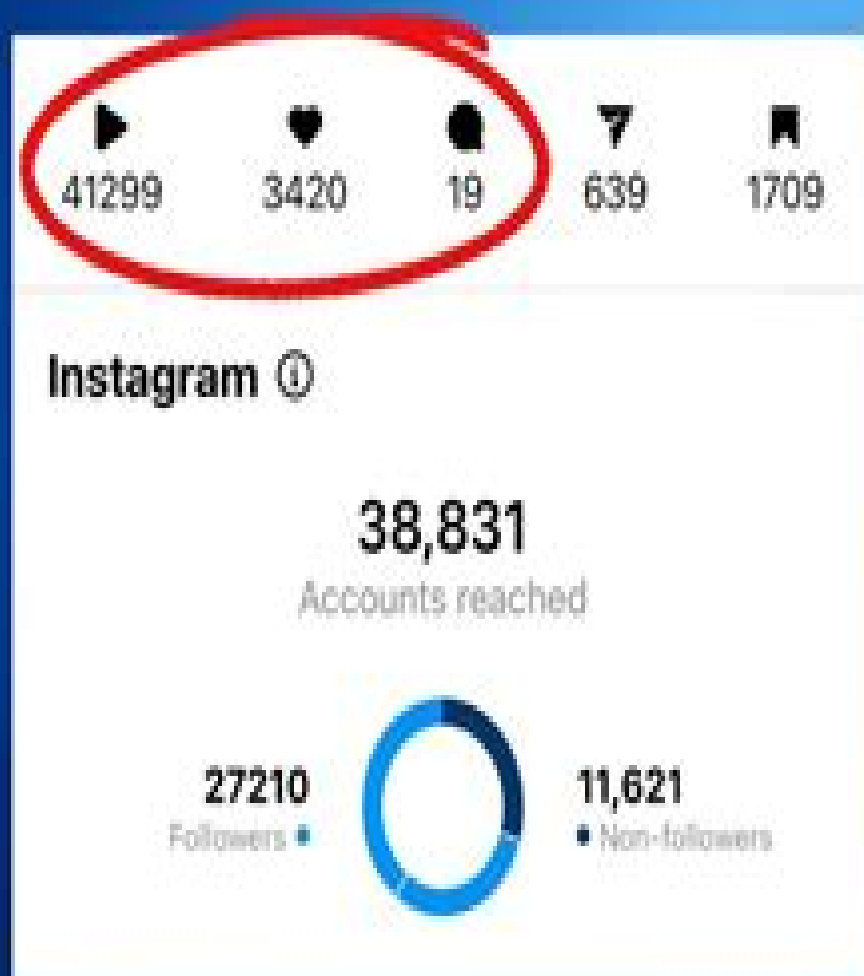 41299 3420 19 639 1709
Instagram
38,831
Accounts reached
27210 11,621
Followers Non-followers